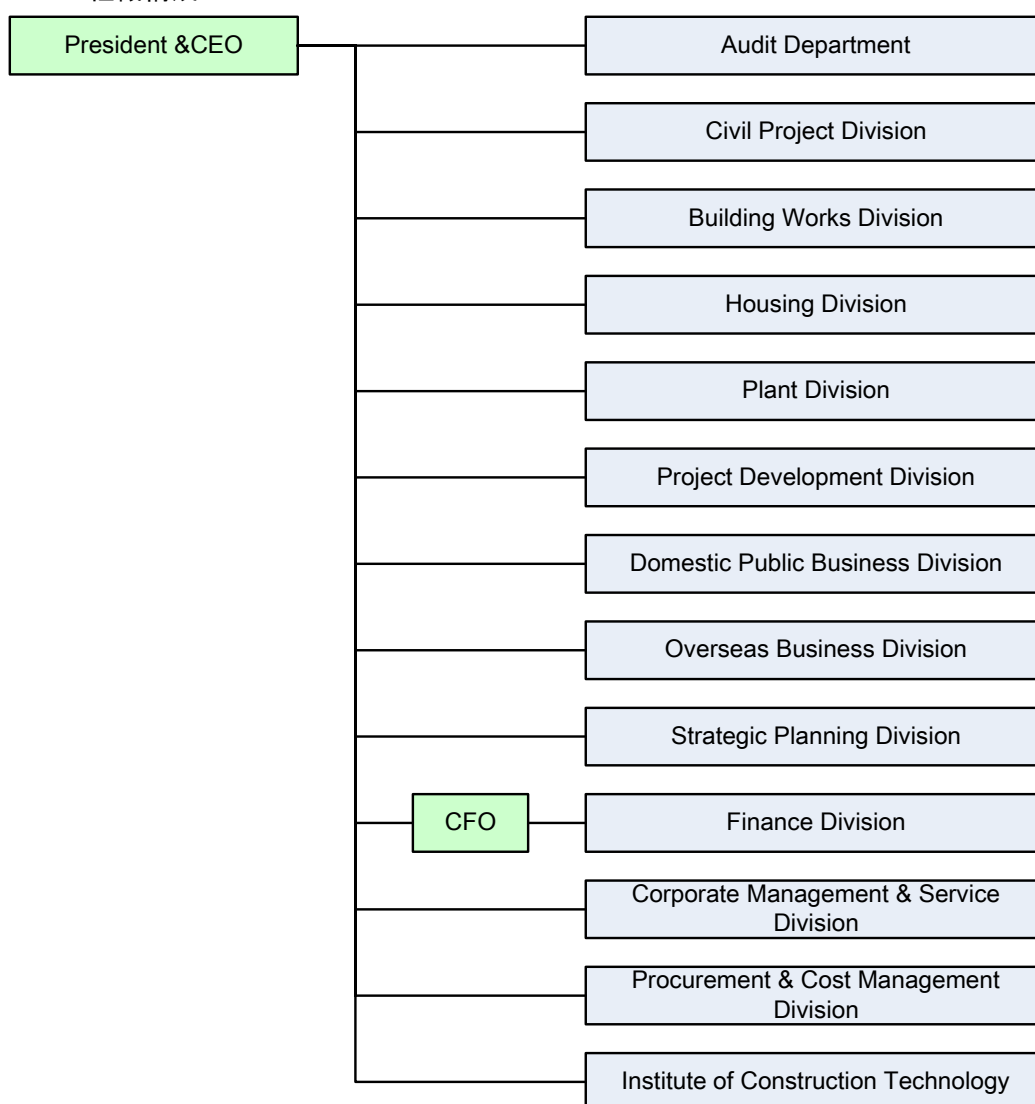 President &CEO
Audit Department
Civil Project Division
Building Works Division
Housing Division
Plant Division
Project Development Division
Domestic Public Business Division
Overseas Business Division
Strategic Planning Division
CFO
Finance Division
Corporate Management & Service
Division
Procurement & Cost Management
Division
Institute of Construction Technology